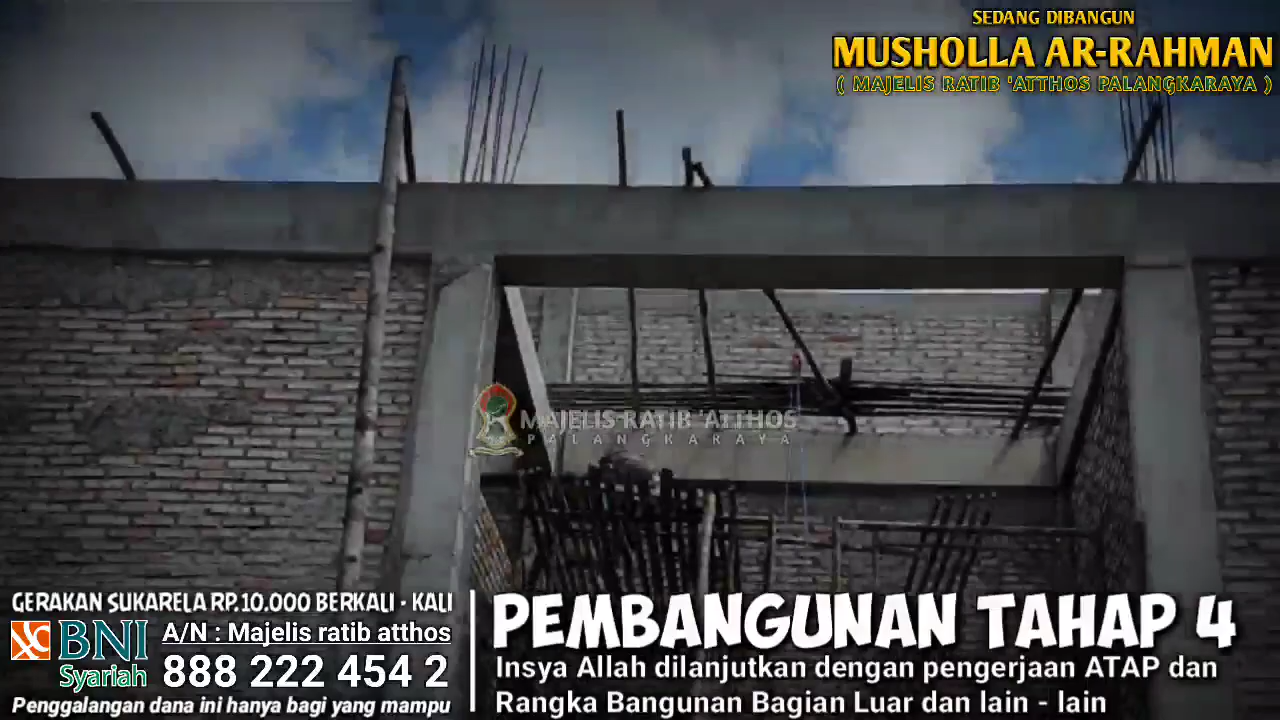 SEDANG DIBANGUN
MUSHOLLA AR-RAHMAN
( MAJELIS RATIB 'ATTHOS PALANGKARAYA )
MAJELIS RATIB 'ATTHOS
PALANGKARAYA
GERAKAN SUKARELA RP.10.000 BERKALI - KALI
BNI Syariah
A/N : Majelis ratib atthos
888 222 454 2
Penggalangan dana ini hanya bagi yang mampu
PEMBANGUNAN TAHAP 4
Insya Allah dilanjutkan dengan pengerjaan ATAP dan
Rangka Bangunan Bagian Luar dan lain - lain